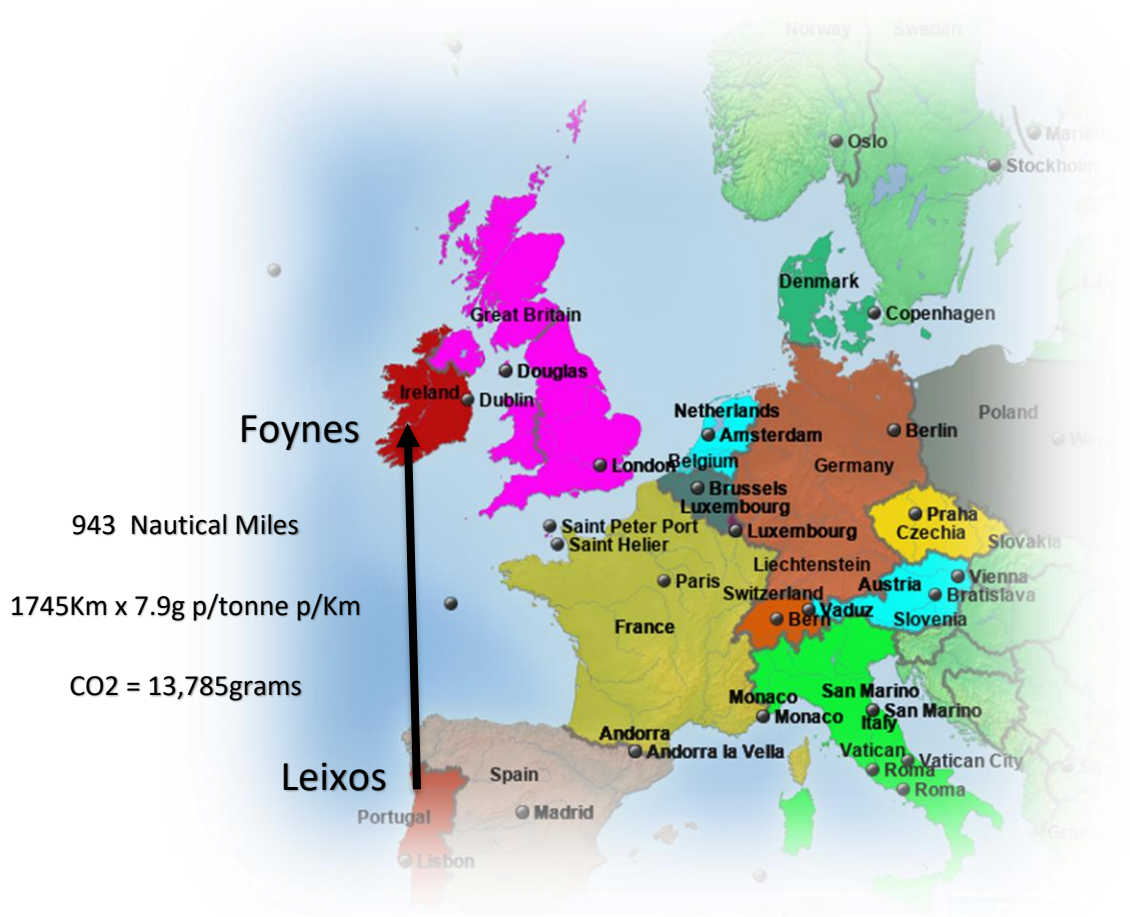 Norway
Sweden
Oslo
Stockholm
Denmark
Copenhagen
Great Britain
Douglas
Ireland
Dublin
Foynes
Netherlands
Amsterdam
Berlin
Poland
London
Belgium
Germany
Brussels
Luxembourg
943 Nautical Miles
Saint Peter Port
Luxembourg
Praha
Czechia
Slovakia
Saint Helier
Liechtenstein
Paris
Switzerland
Austria
Vienna
Bratislava
1745Km x 7.9g p/tonne p/Km
Vaduz
Bern
Slovenia
France
CO2 = 13,785grams
Monaco
San Marino
Monaco
San Marino
Italy
Andorra
Andorra la Vella
Vatican
Vatican City
Leixos
Spain
Roma
Roma
Portugal
Madrid
Lisbon